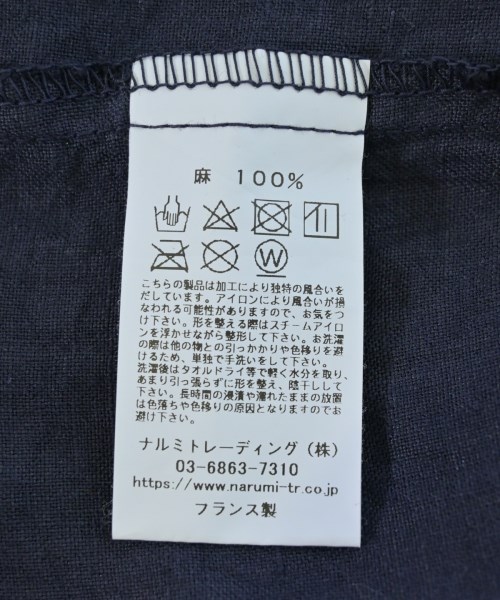 麻 100%
W
こちらの製品は加工により独特の風合いを
だしています。アイロンにより風合いが損
なわれる可能性がありますので、お気をつ
け下さい。形を整える際はスチームアイロ
ンを浮かせながら整形して下さい。お洗濯
の際は他の物との引っかかりや色移りを避
けるため、単独で手洗いをして下さい。
洗濯後はタオルドライ等で軽く水分を取り、
あまり引っ張らずに形を整え、陰干しして
下さい。長時間の浸漬や濡れたままの放置
は色落ちや色移りの原因となりますのでお
避け下さい。
ナルミトレーディング(株)
03-6863-7310
https://www.narumi-tr.co.jp
フランス製